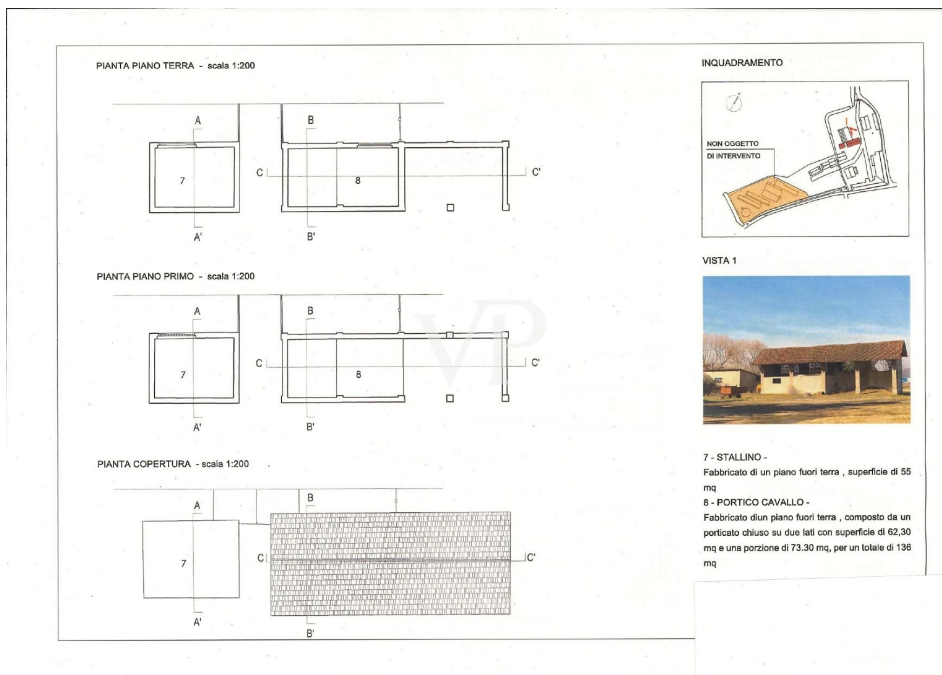 PIANTA PIANO TERRA - scala 1:200
A
B
7
C
8
C'
A'
B'
PIANTA PIANO PRIMO - scala 1:200
A
B
7
C
8
C'
A'
B'
PIANTA COPERTURA - scala 1:200
A
B
7
C
C'
A'
B'
VP
INQUADRAMENTO
NON OGGETTO
DI INTERVENTO
1
VISTA 1
7 - STALLINO -
Fabbricato di un piano fuori terra , superficie di 55
mq
8 - PORTICO CAVALLO -
Fabbricato diun piano fuori terra , composto da un
porticato chiuso su due lati con superficie di 62,30
mq e una porzione di 73.30 mq, per un totale di 136
mq